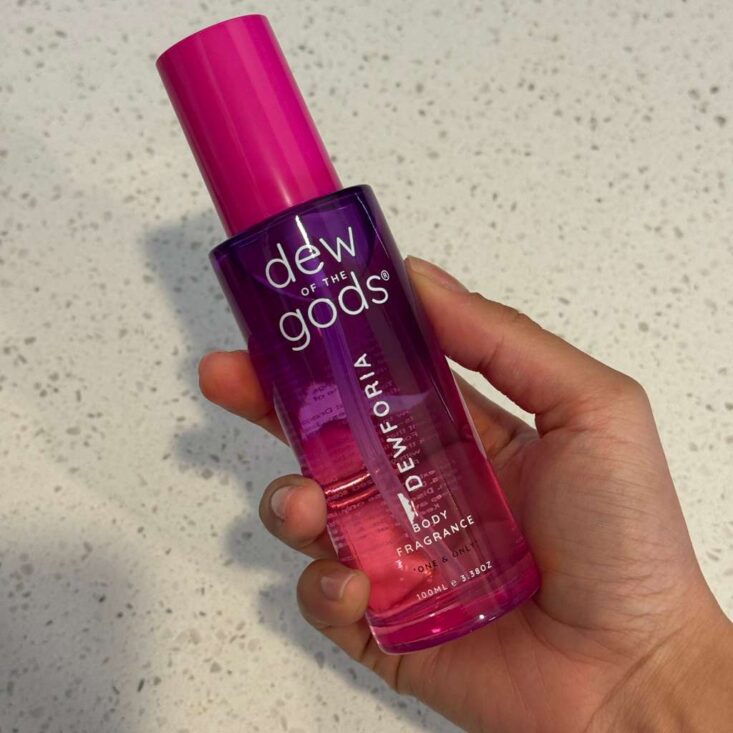 dew
OF THE
gods®
DEWFORIA
BODY
FRAGRANCE
"ONE & ONLY"
100ML e 3.38OZ